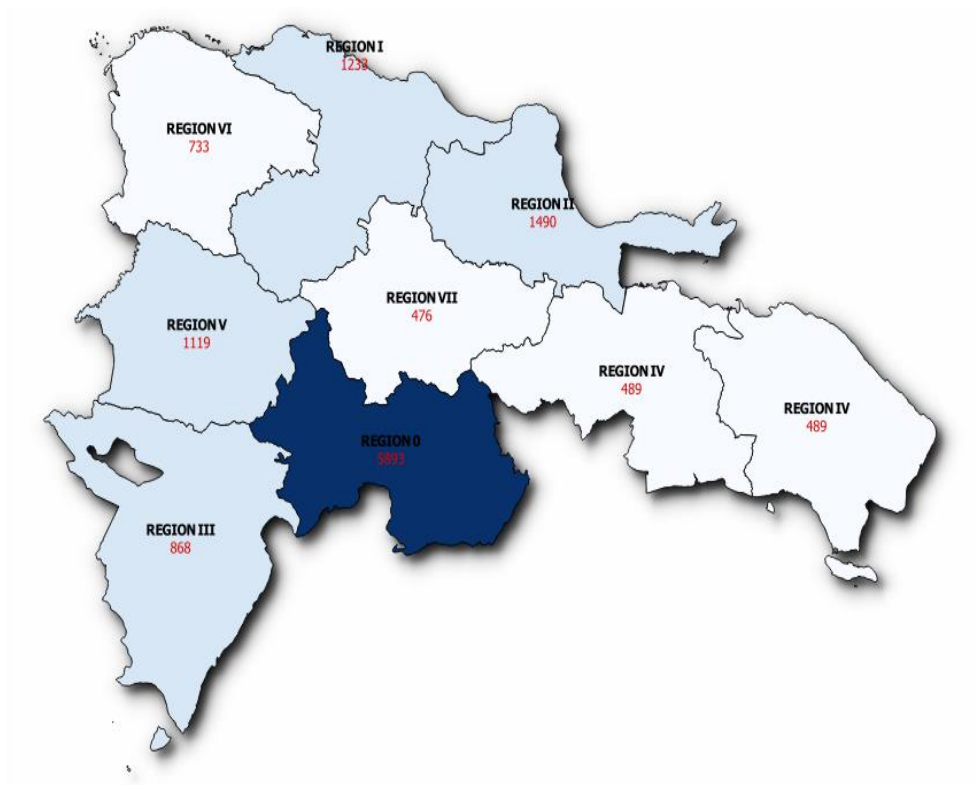 REGION I
1238
REGION VI
733
REGION II
1490
REGION VII
476
REGION V
1119
REGION IV
489
REGION IV
489
REGION 0
5893
REGION III
868